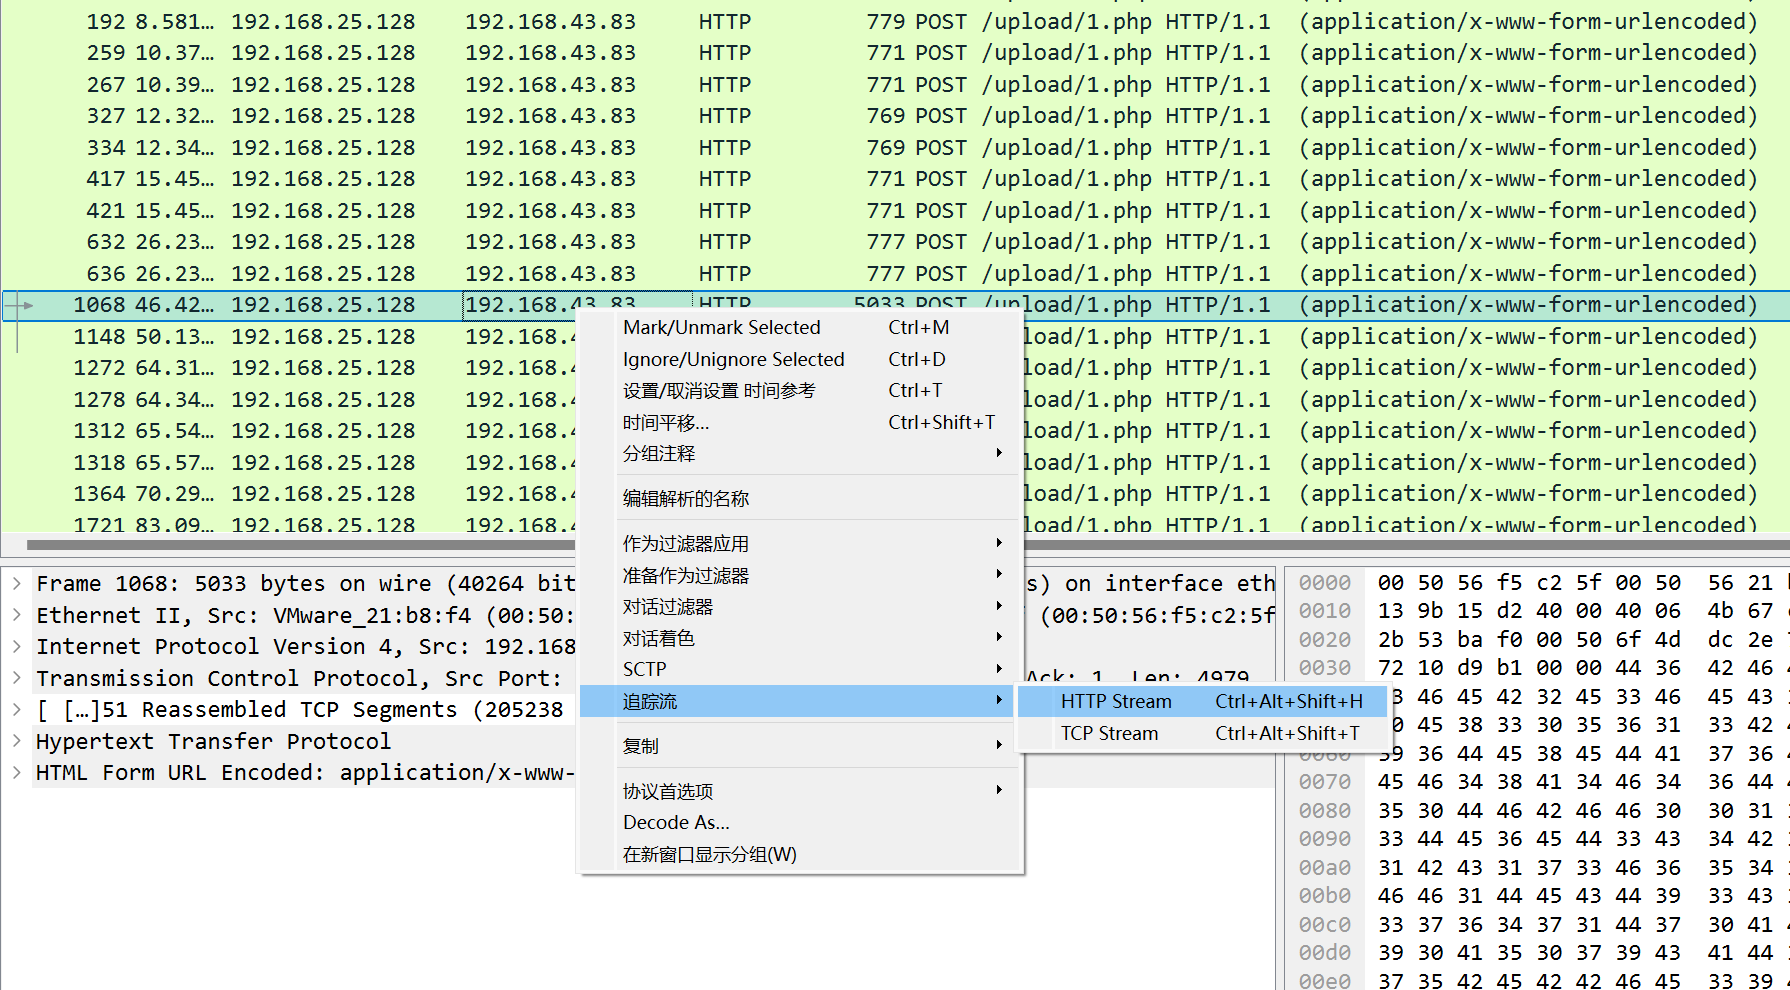 192 8.581… 192.168.25.128 192.168.43.83 HTTP 779 POST /upload/1.php HTTP/1.1 (application/x-www-form-urlencoded)
259 10.37… 192.168.25.128 192.168.43.83 HTTP 771 POST /upload/1.php HTTP/1.1 (application/x-www-form-urlencoded)
267 10.39… 192.168.25.128 192.168.43.83 HTTP 771 POST /upload/1.php HTTP/1.1 (application/x-www-form-urlencoded)
327 12.32… 192.168.25.128 192.168.43.83 HTTP 769 POST /upload/1.php HTTP/1.1 (application/x-www-form-urlencoded)
334 12.34… 192.168.25.128 192.168.43.83 HTTP 769 POST /upload/1.php HTTP/1.1 (application/x-www-form-urlencoded)
417 15.45… 192.168.25.128 192.168.43.83 HTTP 771 POST /upload/1.php HTTP/1.1 (application/x-www-form-urlencoded)
421 15.45… 192.168.25.128 192.168.43.83 HTTP 771 POST /upload/1.php HTTP/1.1 (application/x-www-form-urlencoded)
632 26.23… 192.168.25.128 192.168.43.83 HTTP 777 POST /upload/1.php HTTP/1.1 (application/x-www-form-urlencoded)
636 26.23… 192.168.25.128 192.168.43.83 HTTP 777 POST /upload/1.php HTTP/1.1 (application/x-www-form-urlencoded)
1068 46.42… 192.168.25.128 192.168.43.83 HTTP 5033 POST /upload/1.php HTTP/1.1 (application/x-www-form-urlencoded)
1148 50.13… 192.168.25.128 192.168.4 load/1.php HTTP/1.1 (application/x-www-form-urlencoded)
1272 64.31… 192.168.25.128 192.168.4 load/1.php HTTP/1.1 (application/x-www-form-urlencoded)
1278 64.34… 192.168.25.128 192.168.4 load/1.php HTTP/1.1 (application/x-www-form-urlencoded)
1312 65.54… 192.168.25.128 192.168.4 load/1.php HTTP/1.1 (application/x-www-form-urlencoded)
1318 65.57… 192.168.25.128 192.168.4 load/1.php HTTP/1.1 (application/x-www-form-urlencoded)
1364 70.29… 192.168.25.128 192.168.4 load/1.php HTTP/1.1 (application/x-www-form-urlencoded)
1721 83.09… 192.168.25.128 192.168.4 load/1.php HTTP/1.1 (application/x-www-form-urlencoded)
Mark/Unmark Selected Ctrl+M
Ignore/Unignore Selected Ctrl+D
设置/取消设置 时间参考 Ctrl+T
时间平移... Ctrl+Shift+T
分组注释
编辑解析的名称
作为过滤器应用
准备作为过滤器
对话过滤器
对话着色
SCTP
追踪流
复制
协议首选项
Decode As...
在新窗口显示分组(W)
HTTP Stream Ctrl+Alt+Shift+H
TCP Stream Ctrl+Alt+Shift+T
Frame 1068: 5033 bytes on wire (40264 bit s) on interface eth
Ethernet II, Src: VMware_21:b8:f4 (00:50: (00:50:56:f5:c2:5f
Internet Protocol Version 4, Src: 192.168
Transmission Control Protocol, Src Port: Ack: 1, Len: 4979
[ […]51 Reassembled TCP Segments (205238
Hypertext Transfer Protocol
HTML Form URL Encoded: application/x-www-
0000 00 50 56 f5 c2 5f 00 50 56 21
0010 13 9b 15 d2 40 00 40 06 4b 67
0020 2b 53 ba f0 00 50 6f 4d dc 2e
0030 72 10 d9 b1 00 00 44 36 42 46
3 46 45 42 32 45 33 46 45 43
0 45 38 33 30 35 36 31 33 42
0060 39 36 44 45 38 45 44 41 37 36
0070 45 46 34 38 41 34 46 34 36 44
0080 35 30 44 46 42 46 46 30 30 31
0090 33 44 45 36 45 44 33 43 34 42
00a0 31 42 43 31 37 33 46 36 35 34
00b0 46 46 31 44 45 43 44 39 33 43
00c0 33 37 36 34 37 31 44 37 30 41
00d0 39 30 41 35 30 37 39 43 41 44
00e0 37 35 42 45 42 42 46 45 33 39